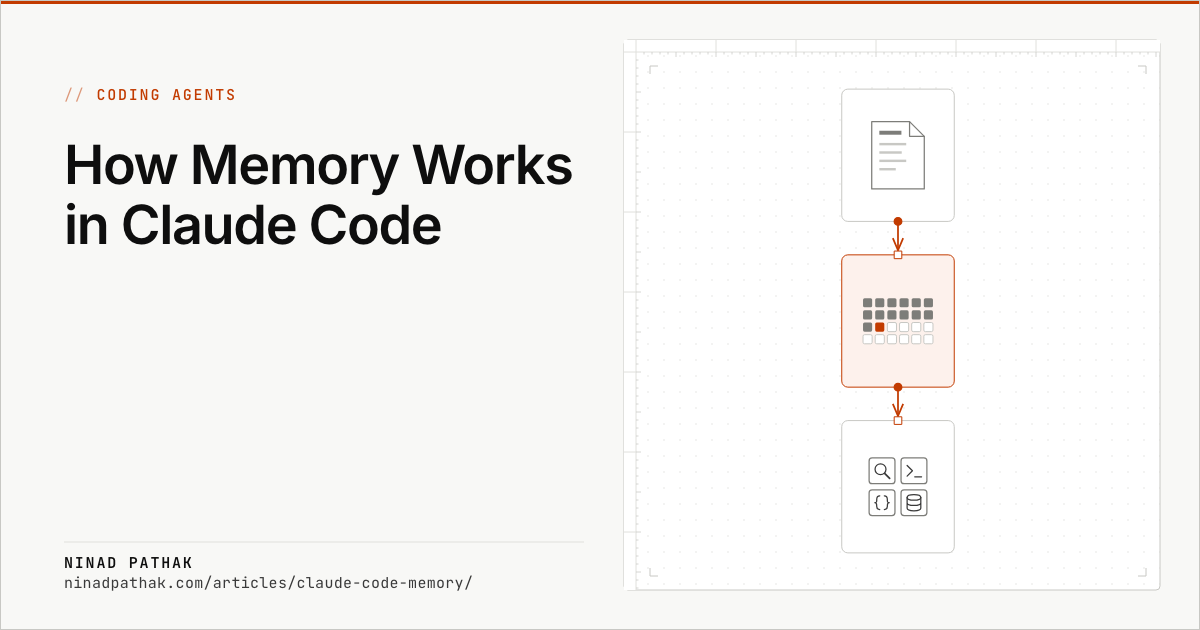 // CODING AGENTS
How Memory Works
in Claude Code
NINAD PATHAK
ninadpathak.com/articles/claude-code-memory/